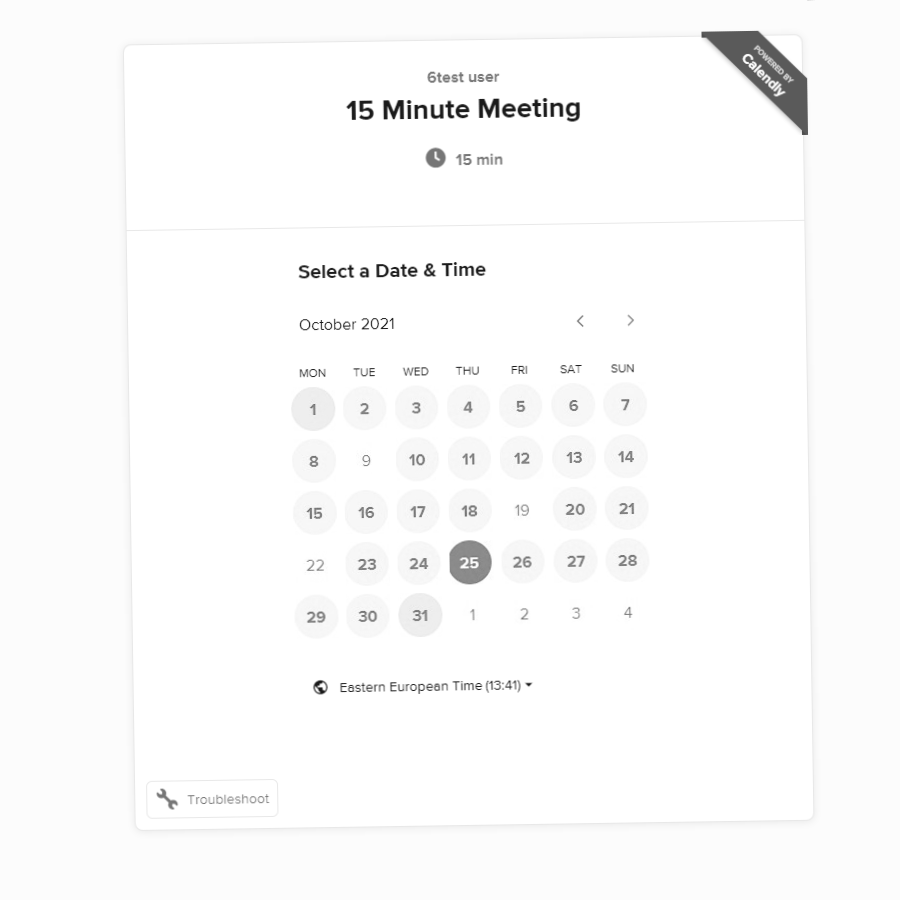 POWERED BY
Calendly
6test user
15 Minute Meeting
15 min
Select a Date & Time
October 2021
MON TUE WED THU FRI SAT SUN
1 2 3 4 5 6 7
8 9 10 11 12 13 14
15 16 17 18 19 20 21
22 23 24 25 26 27 28
29 30 31 1 2 3 4
Eastern European Time (13:41)
Troubleshoot